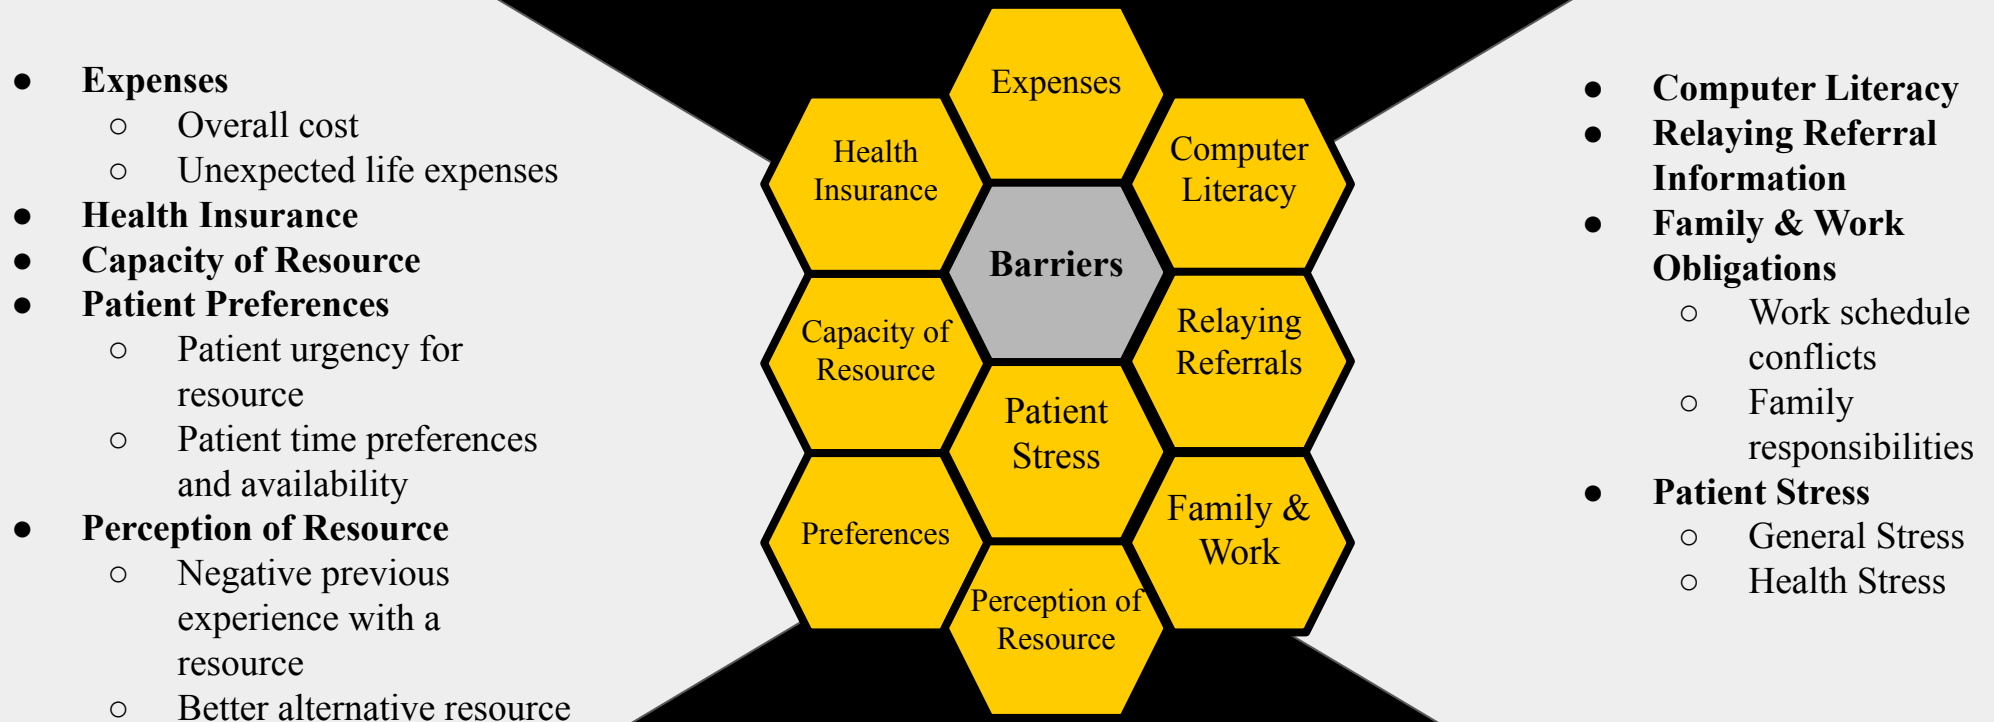 ● Expenses
○ Overall cost
○ Unexpected life expenses
● Health Insurance
● Capacity of Resource
● Patient Preferences
○ Patient urgency for
resource
○ Patient time preferences
and availability
● Perception of Resource
○ Negative previous
experience with a
resource
○ Better alternative resource
Expenses
Health
Insurance
Computer
Literacy
Barriers
Capacity of
Resource
Relaying
Referrals
Patient
Stress
Preferences
Family &
Work
Perception of
Resource
● Computer Literacy
● Relaying Referral
Information
● Family & Work
Obligations
○ Work schedule
conflicts
○ Family
responsibilities
● Patient Stress
○ General Stress
○ Health Stress